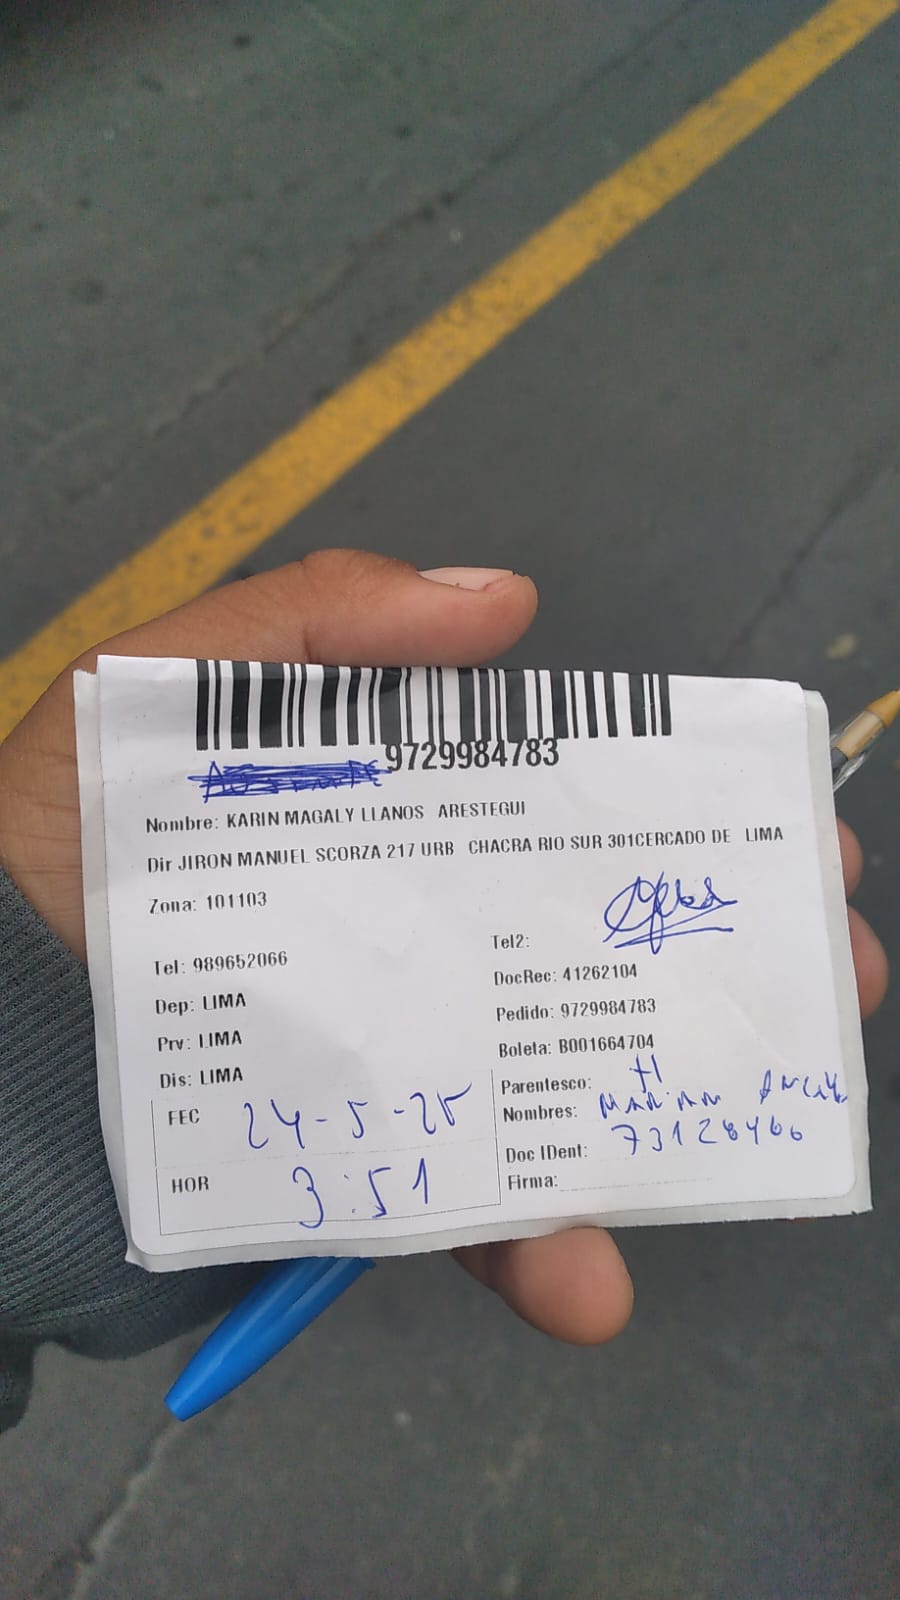 9729984783
Nombre: KARIN MAGALY LLANOS ARESTEGUI
Dir JIRON MANUEL SCORZA 217 URB CHACRA RIO SUR 301CERCADO DE LIMA
Zona: 101103
Tel2:
Tel: 989652066
DocRec: 41262104
Dep: LIMA
Pedido: 9729984783
Prv: LIMA
Boleta: B001664704
Dis: LIMA
Parentesco:
FEC 24-5-25
Nombres:
Doc IDent: 73128466
HOR 3:51
Firma: